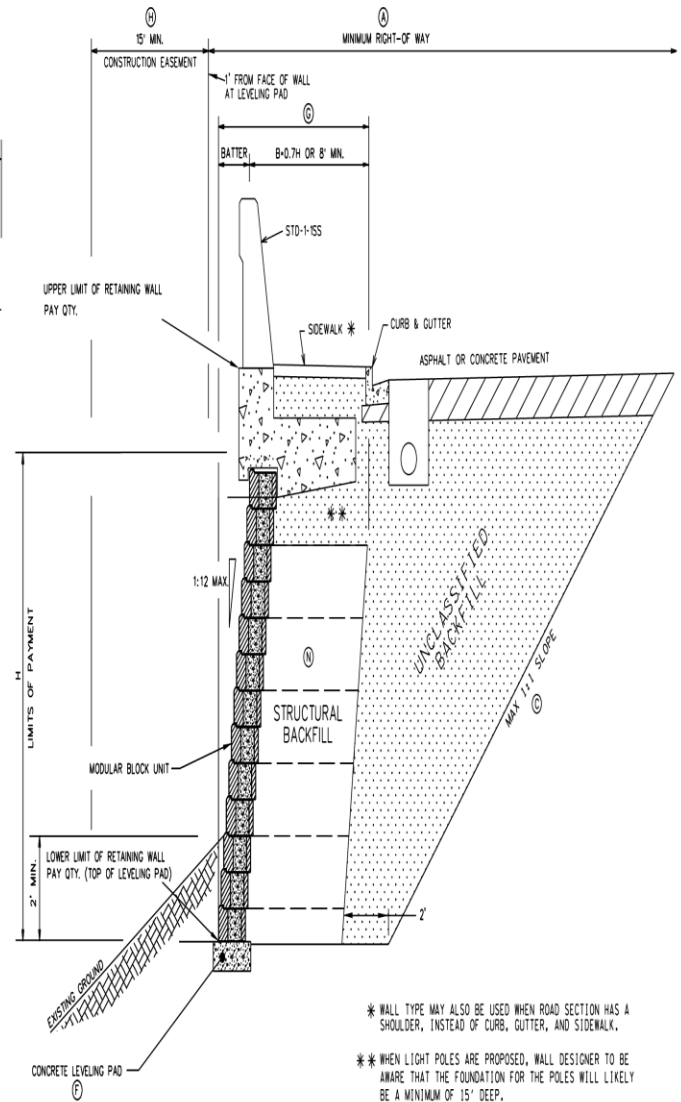 H
A
15' MIN.
MINIMUM RIGHT-OF WAY
CONSTRUCTION EASEMENT
1' FROM FACE OF WALL
AT LEVELING PAD
G
BATTER
B=0.7H OR 8' MIN.
STD-1-1SS
UPPER LIMIT OF RETAINING WALL
PAY QTY.
SIDEWALK *
CURB & GUTTER
ASPHALT OR CONCRETE PAVEMENT
**
1:12 MAX.
UNCLASSIFIED
BACKFILL
H
LIMITS OF PAYMENT
N
STRUCTURAL
BACKFILL
MAX 1:1 SLOPE
C
MODULAR BLOCK UNIT
LOWER LIMIT OF RETAINING WALL
PAY QTY. (TOP OF LEVELING PAD)
2' MIN.
2'
EXISTING GROUND
* WALL TYPE MAY ALSO BE USED WHEN ROAD SECTION HAS A
SHOULDER, INSTEAD OF CURB, GUTTER, AND SIDEWALK.
** WHEN LIGHT POLES ARE PROPOSED, WALL DESIGNER TO BE
AWARE THAT THE FOUNDATION FOR THE POLES WILL LIKELY
BE A MINIMUM OF 15' DEEP.
CONCRETE LEVELING PAD
F